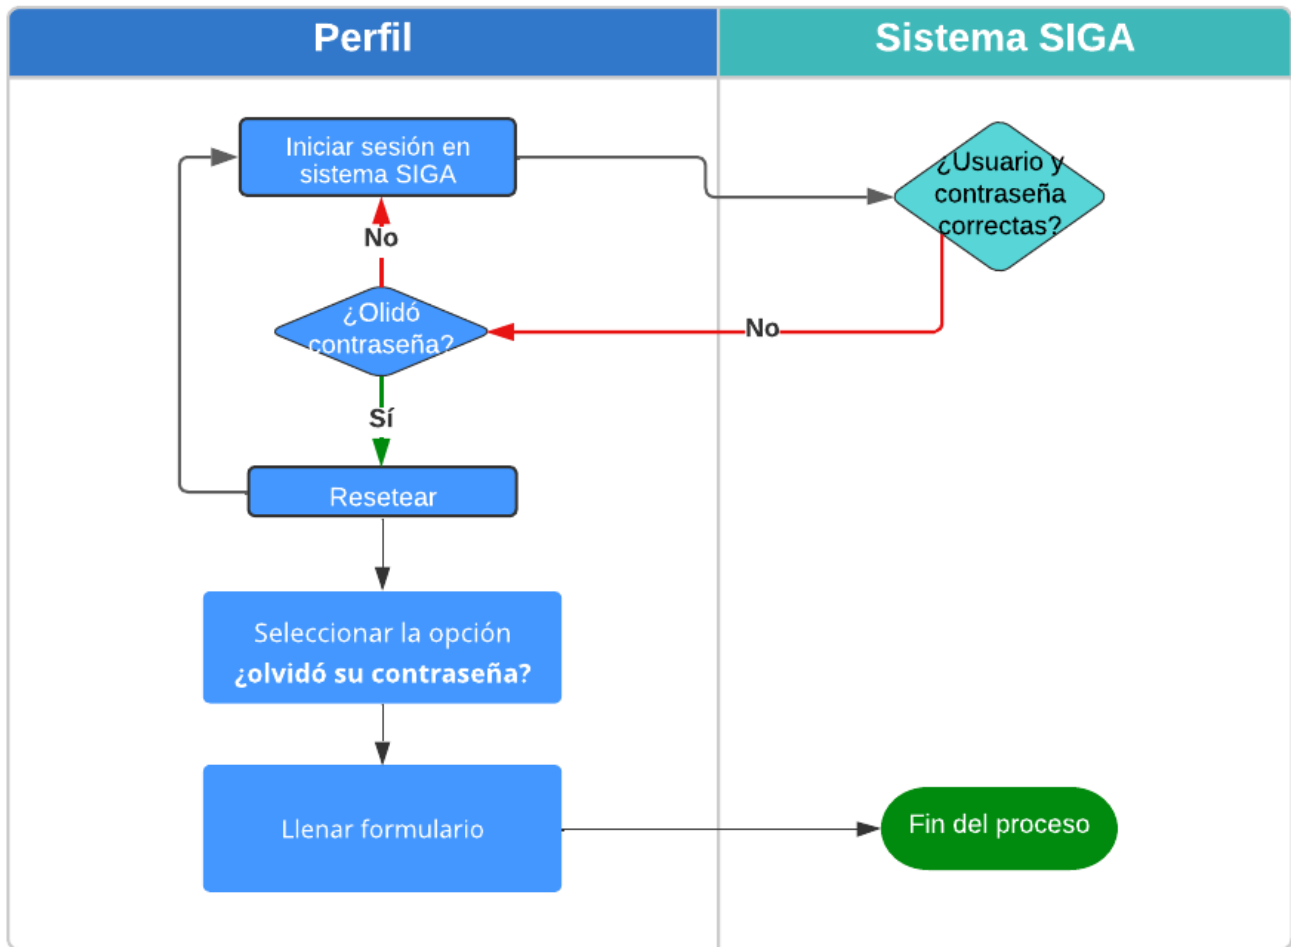 Perfil
Sistema SIGA
Iniciar sesión en
sistema SIGA
¿Usuario y
contraseña
correctas?
No
¿Olidó
contraseña?
No
Sí
Resetear
Seleccionar la opción
¿olvidó su contraseña?
Llenar formulario
Fin del proceso